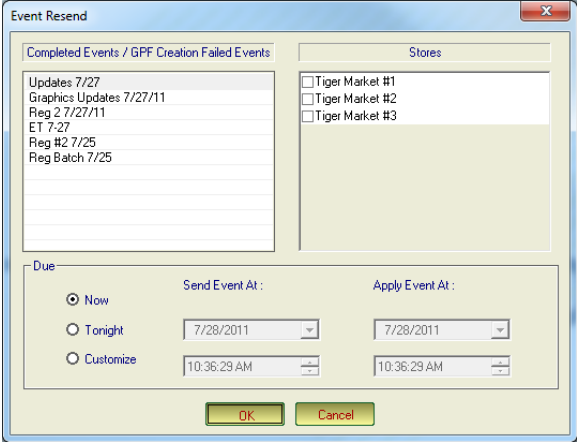 Event Resend
Completed Events / GPF Creation Failed Events
Stores
Updates 7/27
Graphics Updates 7/27/11
Reg 2 7/27/11
ET 7-27
Reg #2 7/25
Reg Batch 7/25
Tiger Market #1
Tiger Market #2
Tiger Market #3
Due
Send Event At :
Apply Event At :
Now
Tonight
7/28/2011
7/28/2011
Customize
10:36:29 AM
10:36:29 AM
OK
Cancel